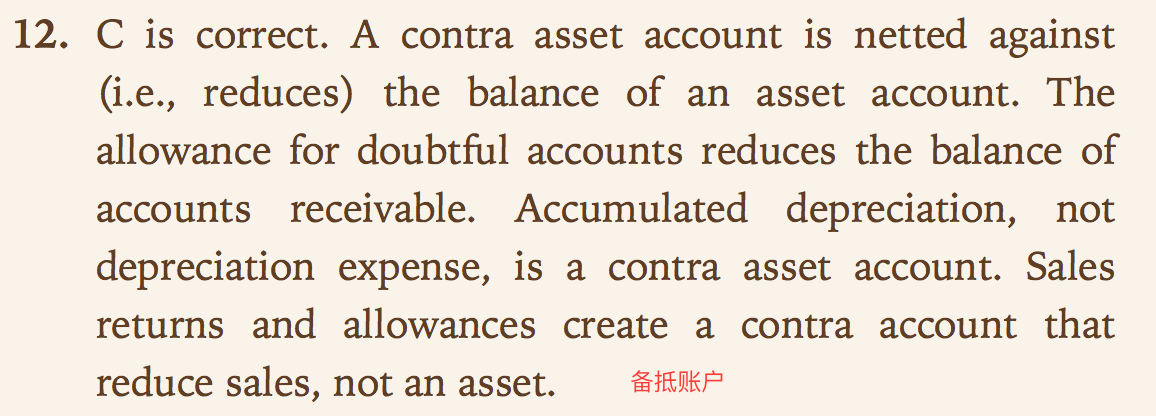 12. C is correct. A contra asset account is netted against
(i.e., reduces) the balance of an asset account. The
allowance for doubtful accounts reduces the balance of
accounts receivable. Accumulated depreciation, not
depreciation expense, is a contra asset account. Sales
returns and allowances create a contra account that
reduce sales, not an asset. 备抵账户